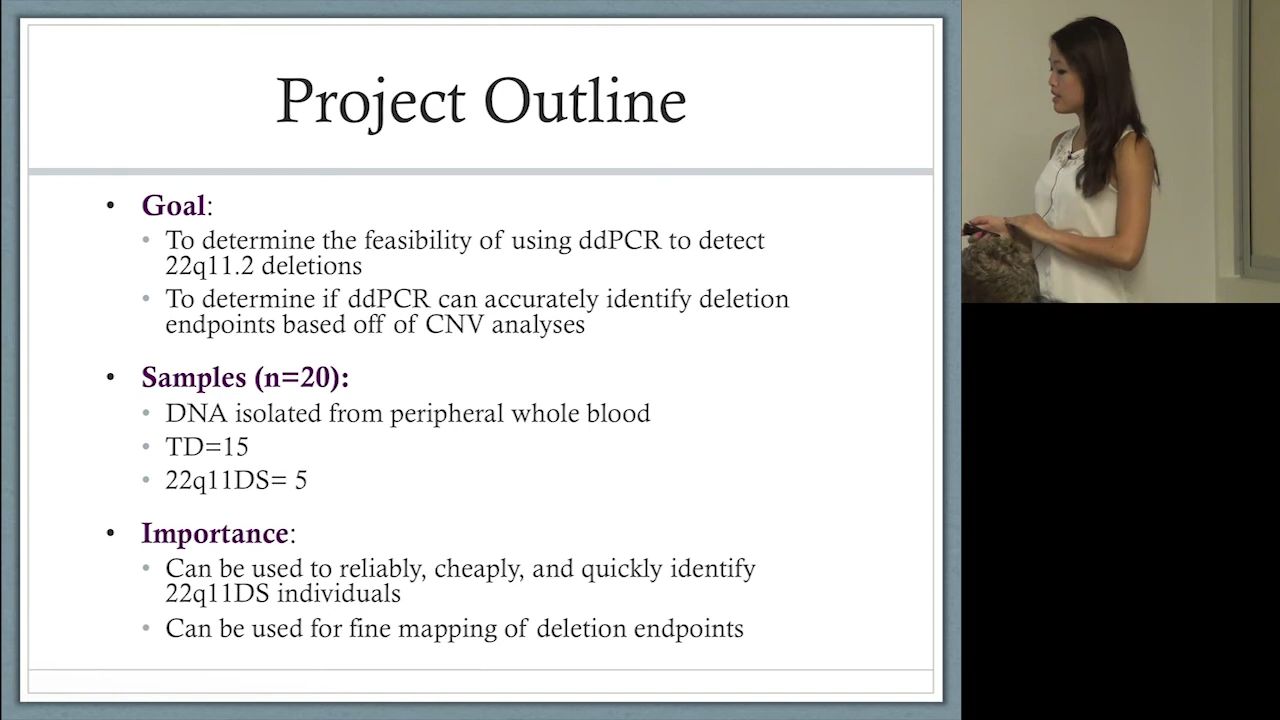 Project Outline
• Goal:
• To determine the feasibility of using ddPCR to detect
22q11.2 deletions
• To determine if ddPCR can accurately identify deletion
endpoints based off of CNV analyses
• Samples (n=20):
• DNA isolated from peripheral whole blood
• TD=15
• 22q11DS= 5
• Importance:
• Can be used to reliably, cheaply, and quickly identify
22q11DS individuals
• Can be used for fine mapping of deletion endpoints